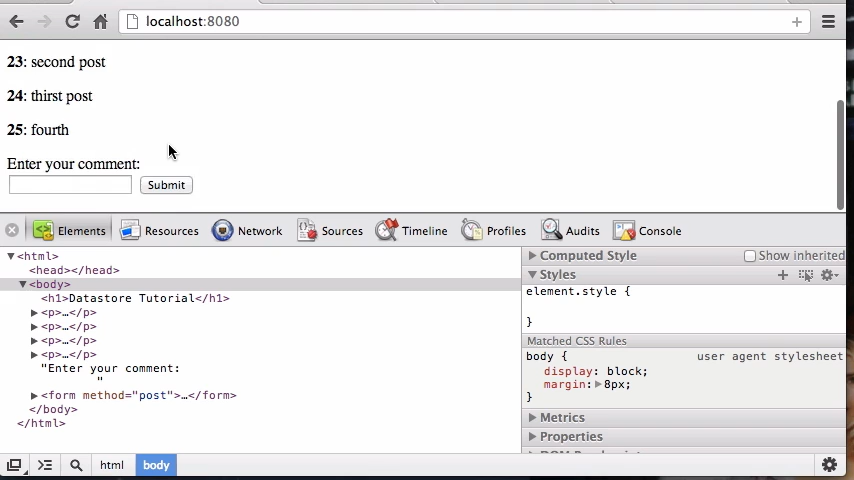 localhost:8080
23: second post
24: thirst post
25: fourth
Enter your comment:
Submit
Elements Resources Network Sources Timeline Profiles Audits Console
▼<html>
<head></head>
▼<body>
<h1>Datastore Tutorial</h1>
▶<p>…</p>
▶<p>…</p>
▶<p>…</p>
▶<p>…</p>
"Enter your comment:
"
▶<form method="post">…</form>
</body>
</html>
▶Computed Style Show inherited
▼Styles
element.style {
}
Matched CSS Rules
body { user agent stylesheet
display: block;
margin:▶8px;
}
▶Metrics
▶Properties
html body